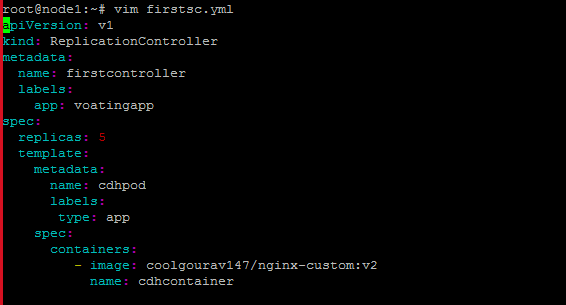 root@node1:~# vim firstsc.yml
apiVersion: v1
kind: ReplicationController
metadata:
  name: firstcontroller
  labels:
    app: voatingapp
spec:
  replicas: 5
  template:
    metadata:
      name: cdhpod
      labels:
       type: app
    spec:
      containers:
         - image: coolgourav147/nginx-custom:v2
           name: cdhcontainer